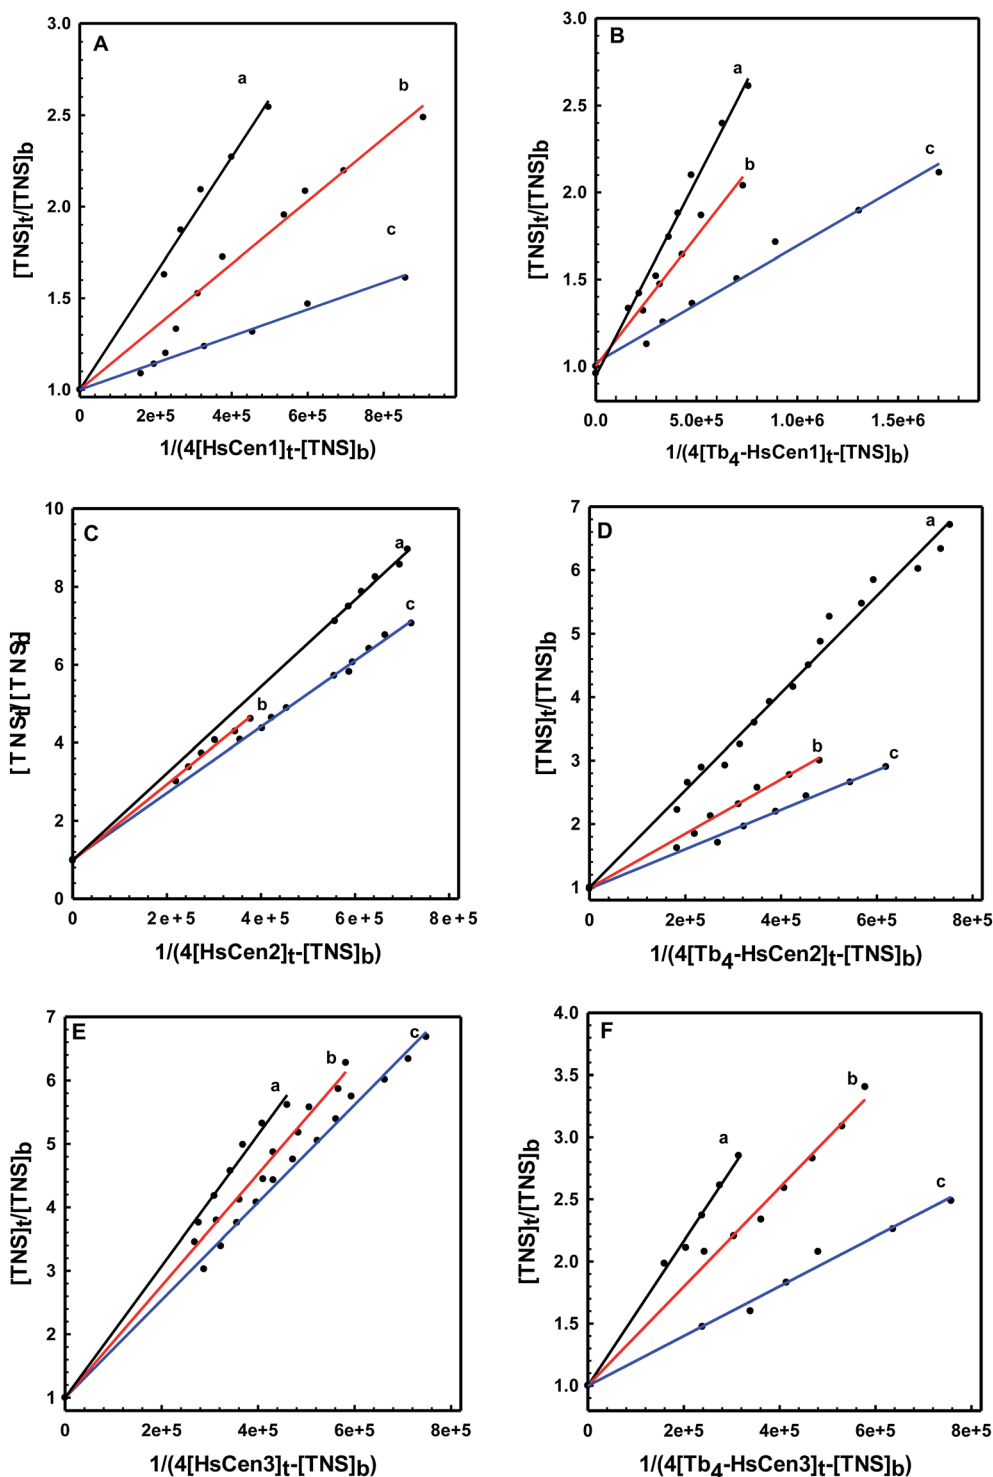 A
3.0
2.5
2.0
1.5
1.0
[TNS]t/[TNS]b
a
b
c
0 2e+5 4e+5 6e+5 8e+5
1/(4[HsCen1]t-[TNS]b)
B
3.0
2.5
2.0
1.5
1.0
[TNS]t/[TNS]b
a
b
c
0.0 5.0e+5 1.0e+6 1.5e+6
1/(4[Tb4-HsCen1]t-[TNS]b)
C
10
8
6
4
2
0
[TNS]t/[TNS]b
a
b
c
0 2e+5 4e+5 6e+5 8e+5
1/(4[HsCen2]t-[TNS]b)
D
7
6
5
4
3
2
1
[TNS]t/[TNS]b
a
b
c
0 2e+5 4e+5 6e+5 8e+5
1/(4[Tb4-HsCen2]t-[TNS]b)
E
7
6
5
4
3
2
1
[TNS]t/[TNS]b
a
b
c
0 2e+5 4e+5 6e+5 8e+5
1/(4[HsCen3]t-[TNS]b)
F
4.0
3.5
3.0
2.5
2.0
1.5
1.0
[TNS]t/[TNS]b
a
b
c
0 2e+5 4e+5 6e+5 8e+5
1/(4[Tb4-HsCen3]t-[TNS]b)